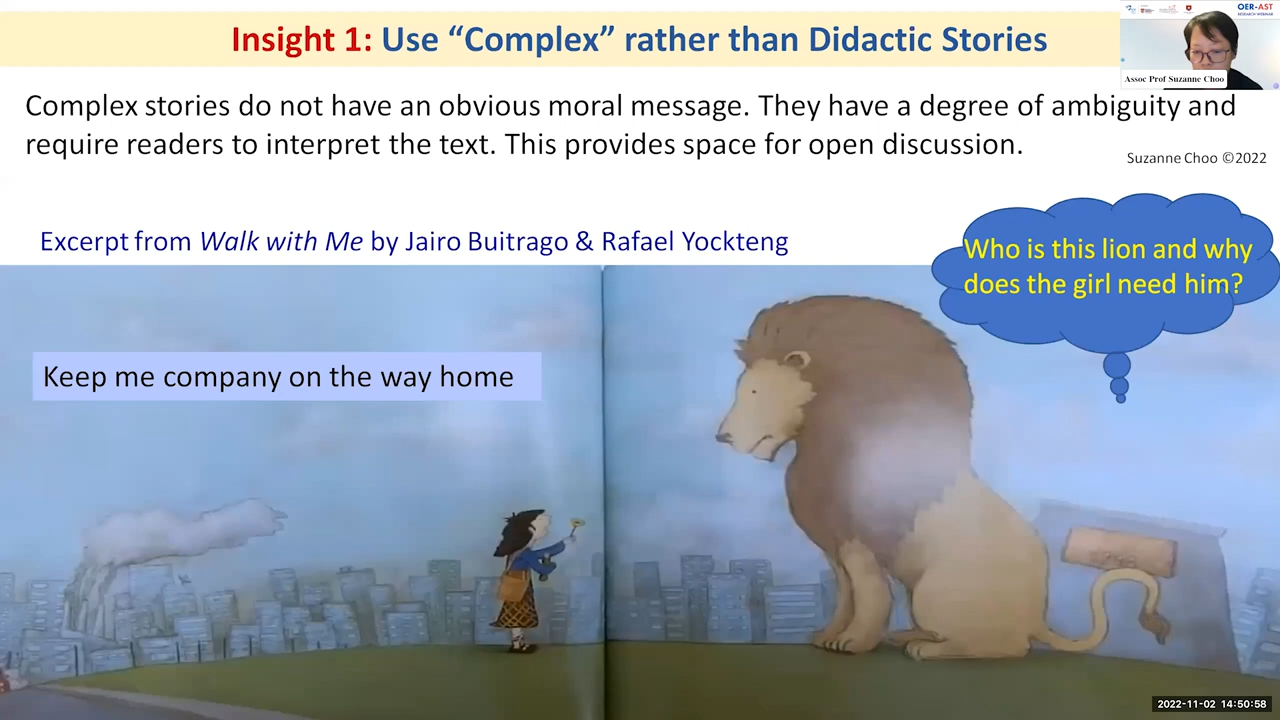 Insight 1: Use “Complex” rather than Didactic Stories
OER-AST
RESEARCH WEBINAR
Assoc Prof Suzanne Choo
Complex stories do not have an obvious moral message. They have a degree of ambiguity and
require readers to interpret the text. This provides space for open discussion.
Suzanne Choo ©2022
Excerpt from Walk with Me by Jairo Buitrago & Rafael Yockteng
Who is this lion and why
does the girl need him?
Keep me company on the way home
2022-11-02 14:50:58